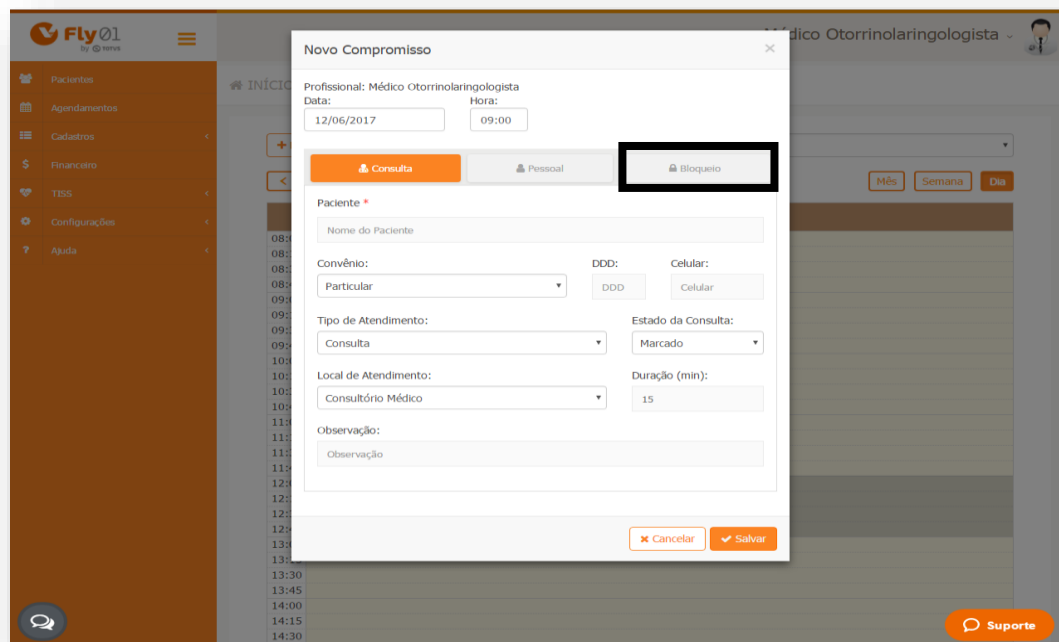 Fly01
by
Pacientes
Agendamentos
Cadastros
Financeiro
TISS
Configurações
Ajuda
dico Otorrinolaringologista
INÍCIO
Novo Compromisso
×
Profissional: Médico Otorrinolaringologista
Data: Hora:
12/06/2017 09:00
Consulta Pessoal Bloqueio
Mês Semana Dia
Paciente *
Nome do Paciente
Convênio: DDD: Celular:
Particular DDD Celular
Tipo de Atendimento: Estado da Consulta:
Consulta Marcado
Local de Atendimento: Duração (min):
Consultório Médico 15
Observação:
Observação
Cancelar Salvar
13:30
13:45
14:00
14:15
14:30
Suporte